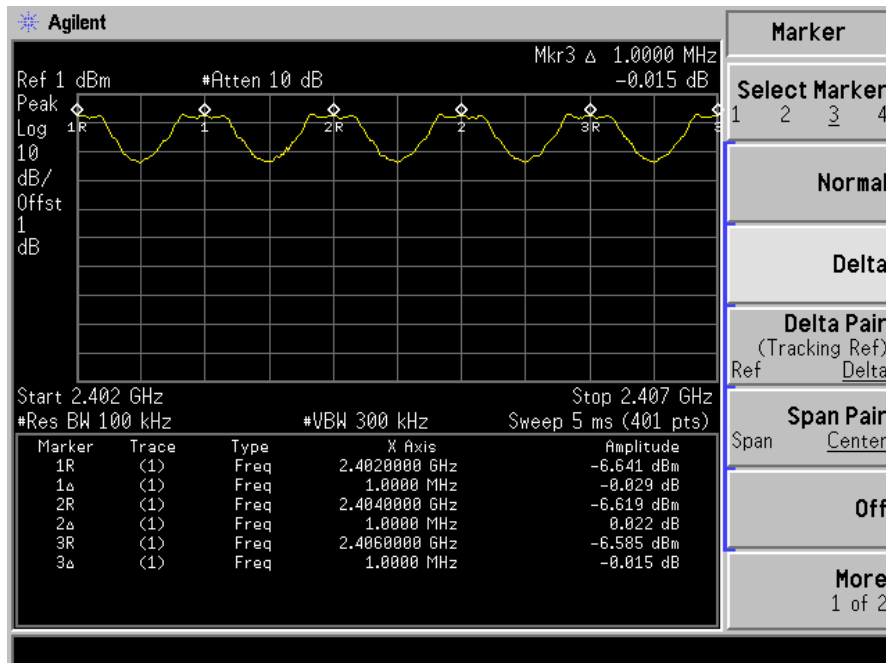 Agilent
Mkr3 Δ 1.0000 MHz
Ref 1 dBm #Atten 10 dB -0.015 dB
Peak
Log
10
dB/
Offst
1
dB
1R 1 2R 2 3R 3
Start 2.402 GHz Stop 2.407 GHz
#Res BW 100 kHz #VBW 300 kHz Sweep 5 ms (401 pts)
Marker Trace Type X Axis Amplitude
1R (1) Freq 2.4020000 GHz -6.641 dBm
1Δ (1) Freq 1.0000 MHz -0.029 dB
2R (1) Freq 2.4040000 GHz -6.619 dBm
2Δ (1) Freq 1.0000 MHz 0.022 dB
3R (1) Freq 2.4060000 GHz -6.585 dBm
3Δ (1) Freq 1.0000 MHz -0.015 dB
Marker
Select Marker
1 2 3 4
Normal
Delta
Delta Pair
(Tracking Ref)
Ref Delta
Span Pair
Span Center
Off
More
1 of 2